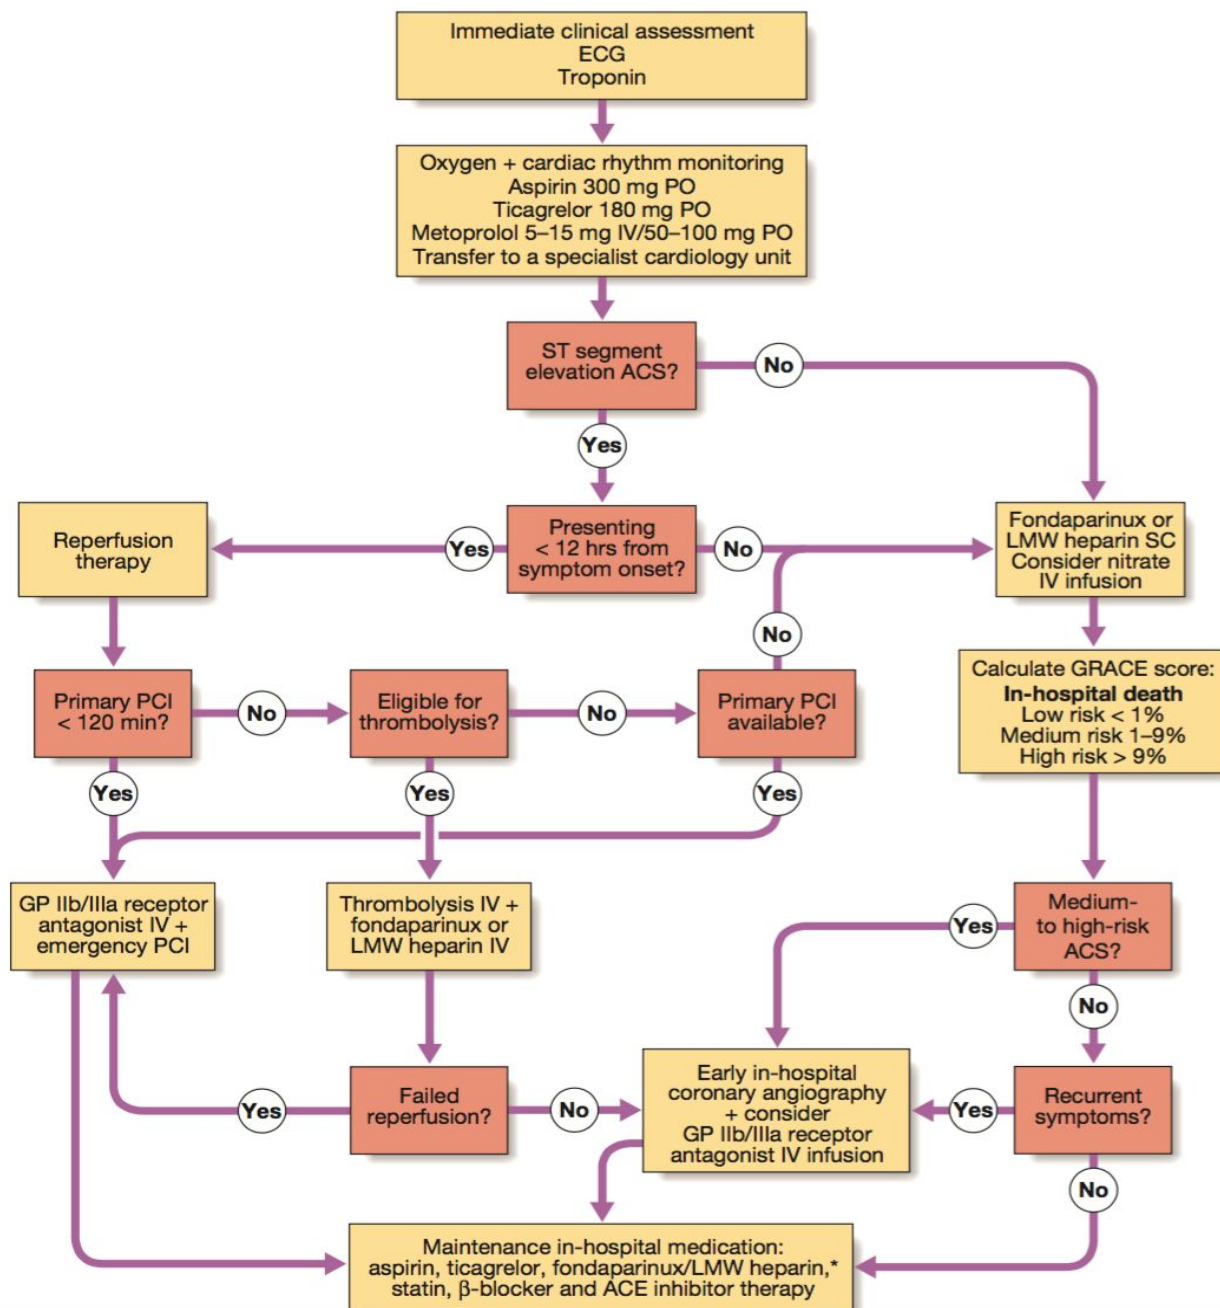 Immediate clinical assessment
ECG
Troponin
Oxygen + cardiac rhythm monitoring
Aspirin 300 mg PO
Ticagrelor 180 mg PO
Metoprolol 5–15 mg IV/50–100 mg PO
Transfer to a specialist cardiology unit
ST segment
elevation ACS?
No
Yes
Reperfusion
therapy
Yes
Presenting
< 12 hrs from
symptom onset?
No
Fondaparinux or
LMW heparin SC
Consider nitrate
IV infusion
No
Primary PCI
< 120 min?
No
Eligible for
thrombolysis?
No
Primary PCI
available?
Calculate GRACE score:
In-hospital death
Low risk < 1%
Medium risk 1–9%
High risk > 9%
Yes
Yes
Yes
GP IIb/IIIa receptor
antagonist IV +
emergency PCI
Thrombolysis IV +
fondaparinux or
LMW heparin IV
Yes
Medium-
to high-risk
ACS?
No
Yes
Failed
reperfusion?
No
Early in-hospital
coronary angiography
+ consider
GP IIb/IIIa receptor
antagonist IV infusion
Yes
Recurrent
symptoms?
No
Maintenance in-hospital medication:
aspirin, ticagrelor, fondaparinux/LMW heparin,*
statin, β-blocker and ACE inhibitor therapy